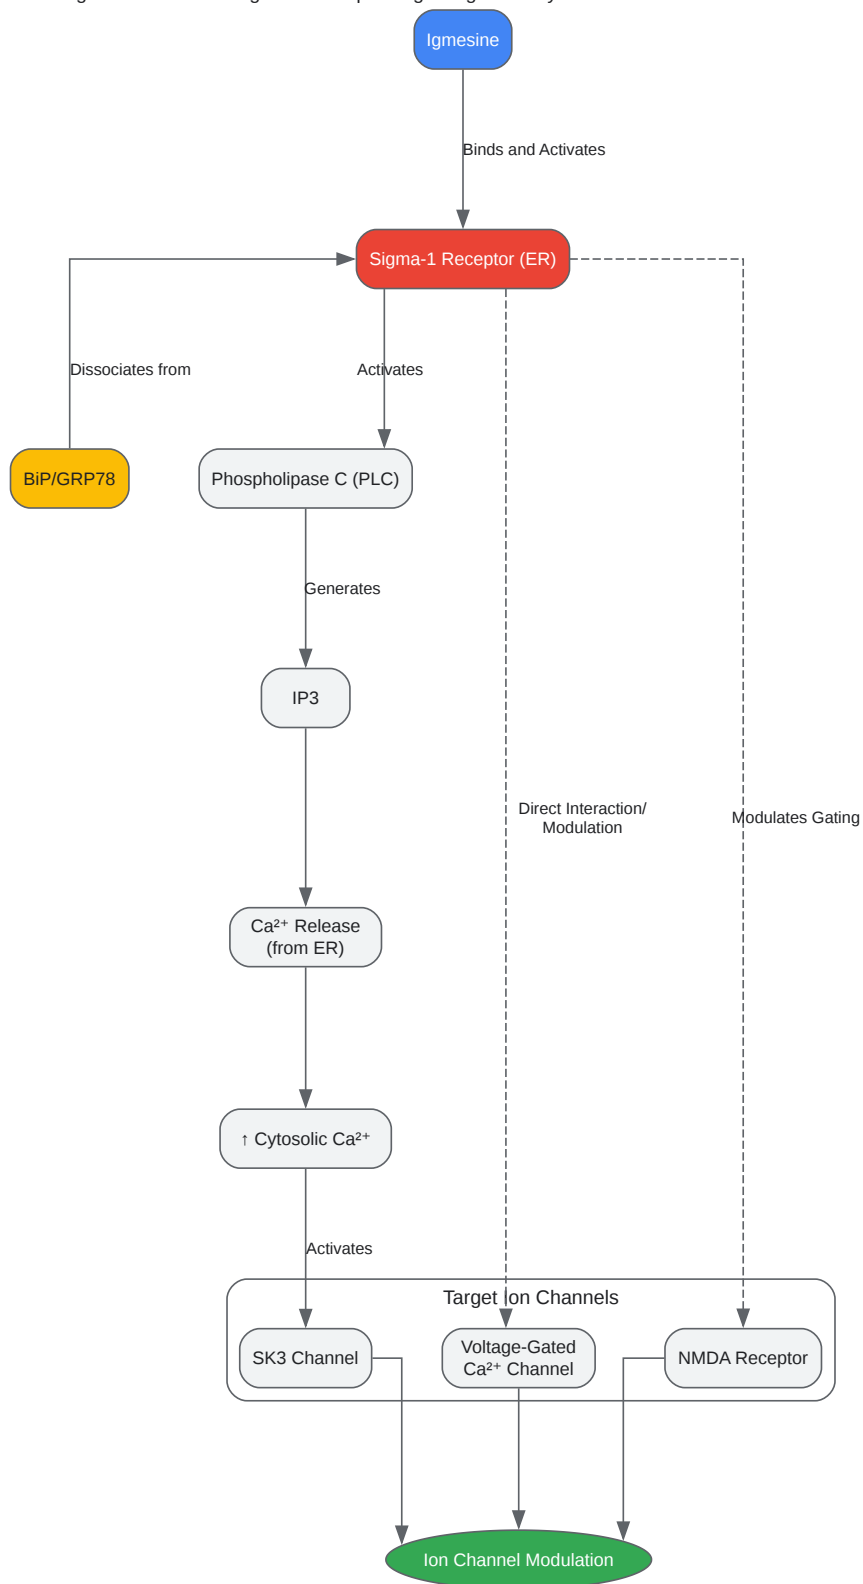 Igmesine
Binds and Activates
Sigma-1 Receptor (ER)
Dissociates from
Activates
BiP/GRP78
Phospholipase C (PLC)
Generates
IP3
Direct Interaction/
Modulation
Modulates Gating
Ca²⁺ Release
(from ER)
↑ Cytosolic Ca²⁺
Activates
Target Ion Channels
SK3 Channel
Voltage-Gated
Ca²⁺ Channel
NMDA Receptor
Ion Channel Modulation